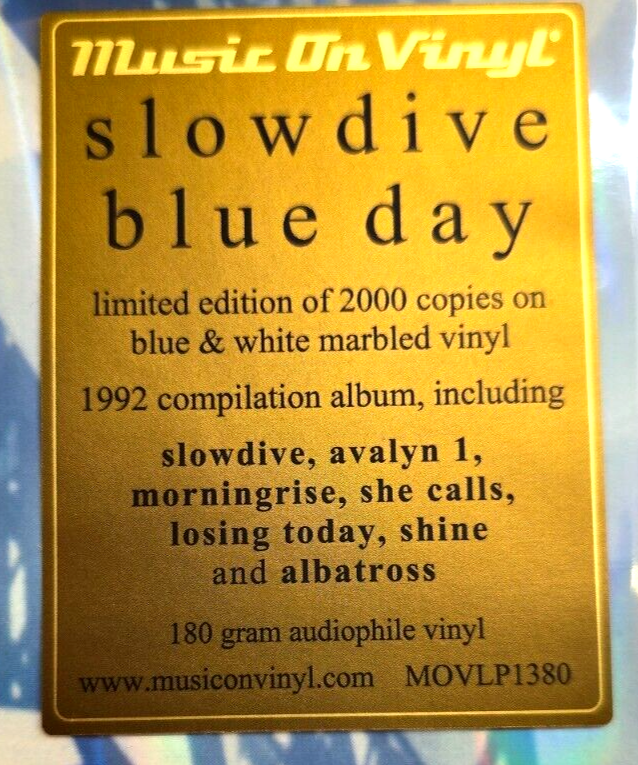 Music On Vinyl
slowdive
blue day
limited edition of 2000 copies on
blue & white marbled vinyl
1992 compilation album, including
slowdive, avalyn 1,
morningrise, she calls,
losing today, shine
and albatross
180 gram audiophile vinyl
www.musiconvinyl.com MOVLP1380